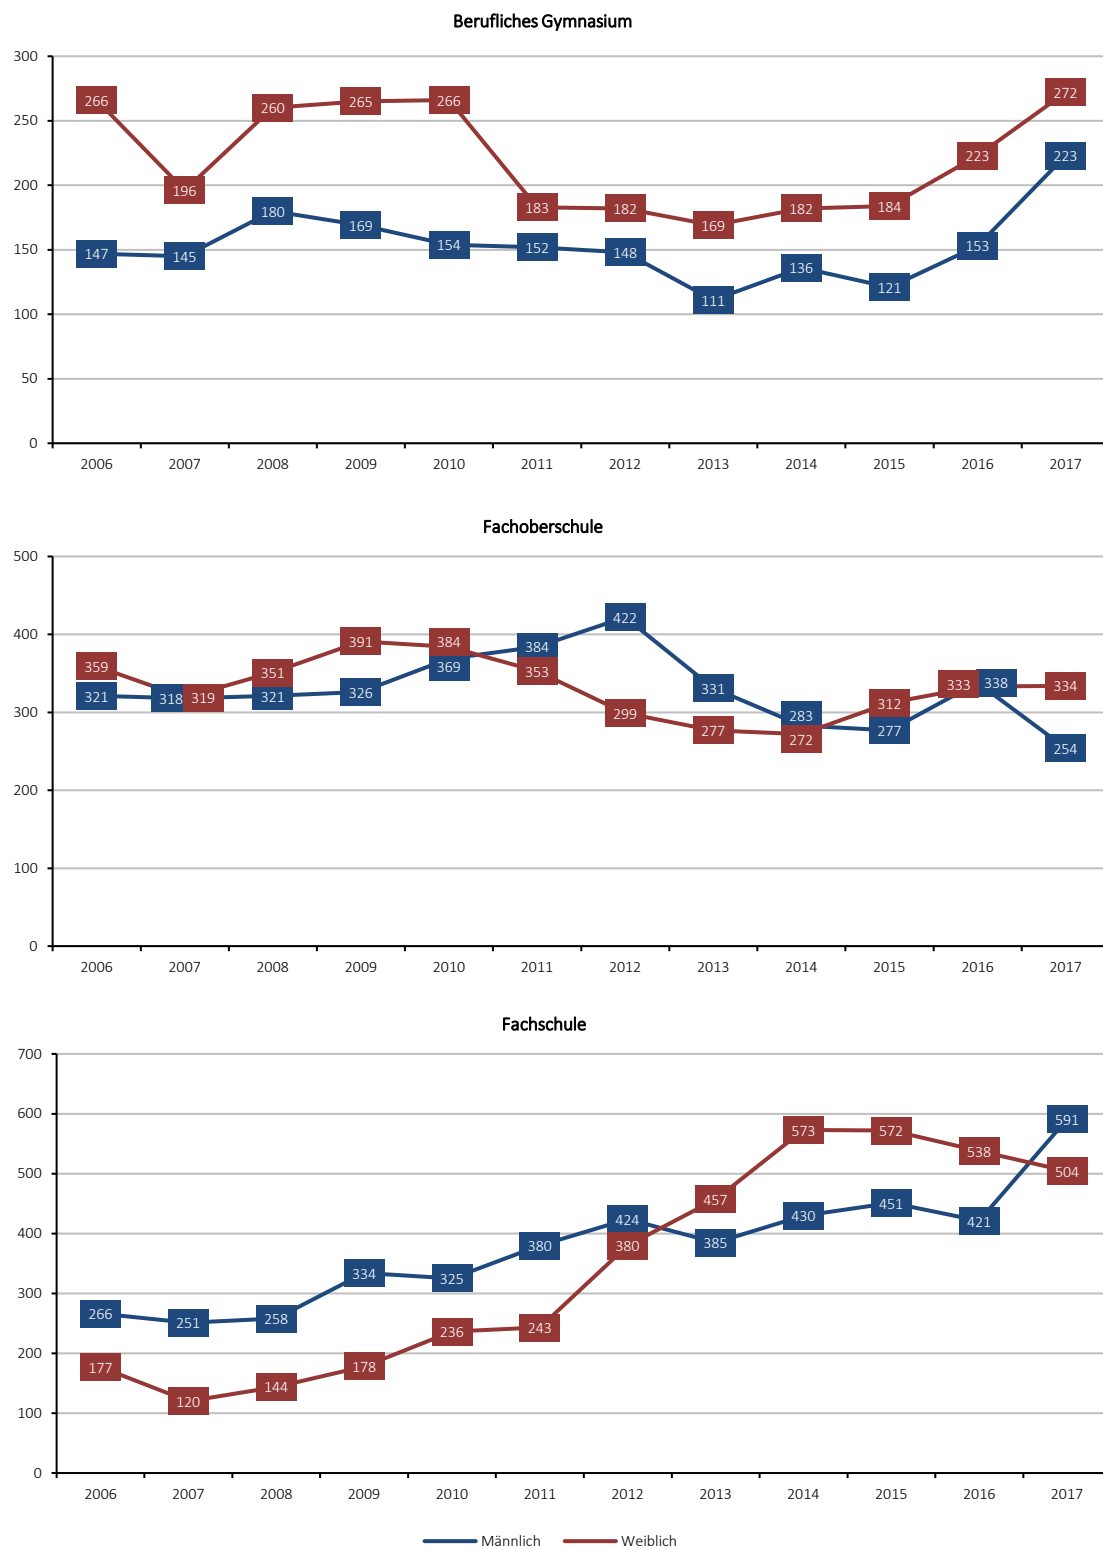 Berufliches Gymnasium
300
250
200
150
100
50
0
266 196 260 265 266 183 182 169 182 184 223 272
147 145 180 169 154 152 148 111 136 121 153 223
2006 2007 2008 2009 2010 2011 2012 2013 2014 2015 2016 2017
Fachoberschule
500
400
300
200
100
0
359 319 351 391 384 353 299 277 272 312 333 334
321 318 321 326 369 384 422 331 283 277 338 254
2006 2007 2008 2009 2010 2011 2012 2013 2014 2015 2016 2017
Fachschule
700
600
500
400
300
200
100
0
266 251 258 334 325 380 424 385 430 451 421 591
177 120 144 178 236 243 380 457 573 572 538 504
2006 2007 2008 2009 2010 2011 2012 2013 2014 2015 2016 2017
Männlich Weiblich